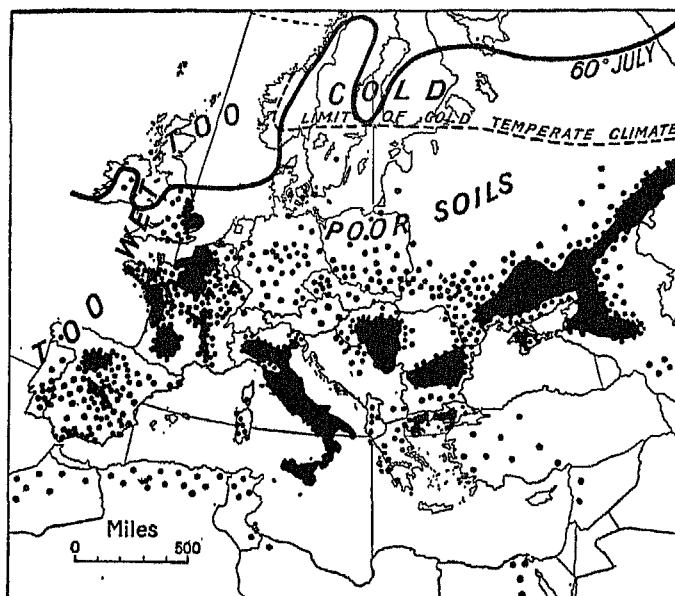 60° JULY
TOO COLD
LIMIT OF COLD TEMPERATE CLIMATE
TOO WET
POOR SOILS
Miles
0 500